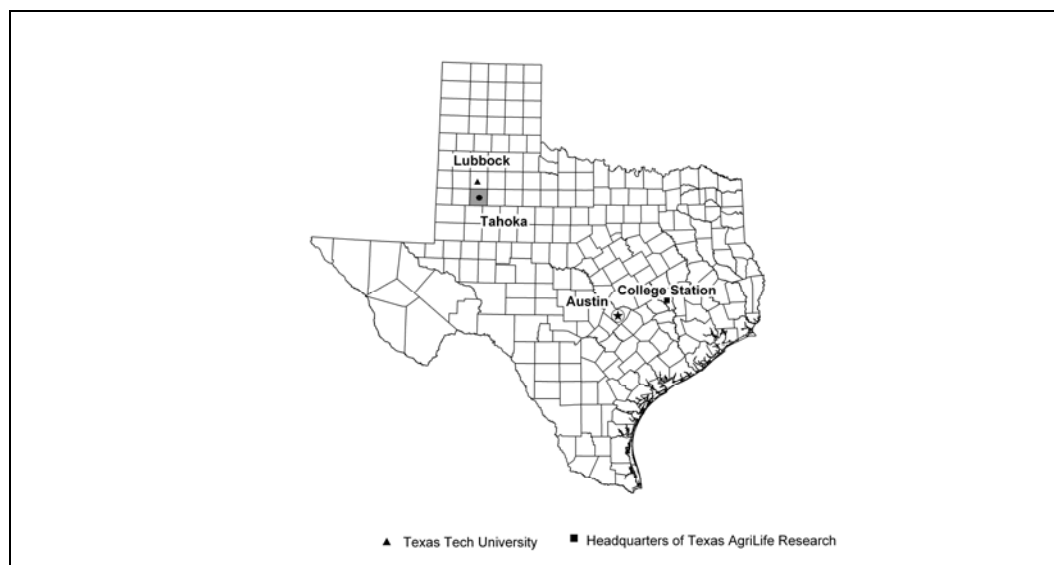 Lubbock
Tahoka
College Station
Austin
Texas Tech University
Headquarters of Texas AgriLife Research